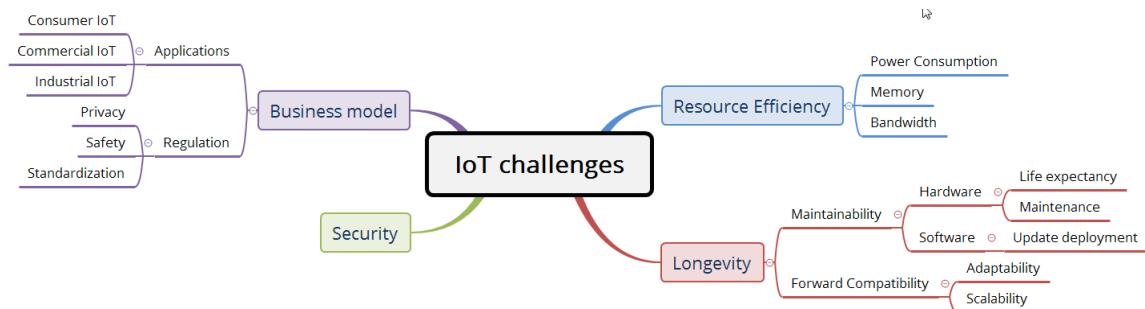 IoT challenges
Business model
Applications
Consumer IoT
Commercial IoT
Industrial IoT
Regulation
Privacy
Safety
Standardization
Security
Resource Efficiency
Power Consumption
Memory
Bandwidth
Longevity
Maintainability
Hardware
Life expectancy
Maintenance
Software
Update deployment
Forward Compatibility
Adaptability
Scalability